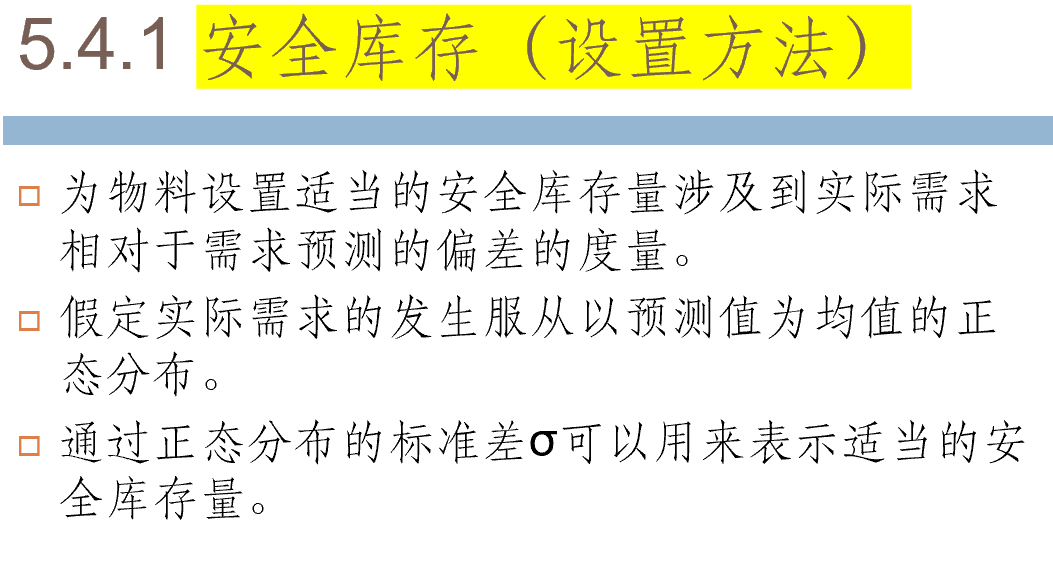 5.4.1 安全库存（设置方法）
为物料设置适当的安全库存量涉及到实际需求
相对于需求预测的偏差的度量。
假定实际需求的发生服从以预测值为均值的正
态分布。
通过正态分布的标准差σ可以用来表示适当的安
全库存量。